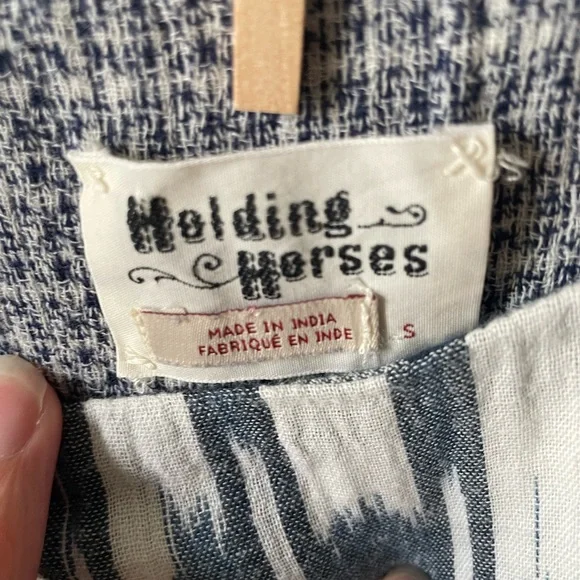 Holding
Horses
MADE IN INDIA
FABRIQUÉ EN INDE
S